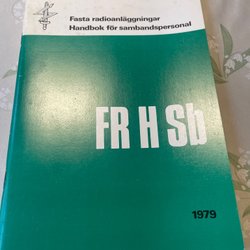 Fasta radioanläggningar
Handbok för sambandspersonal
FR H Sb
1979